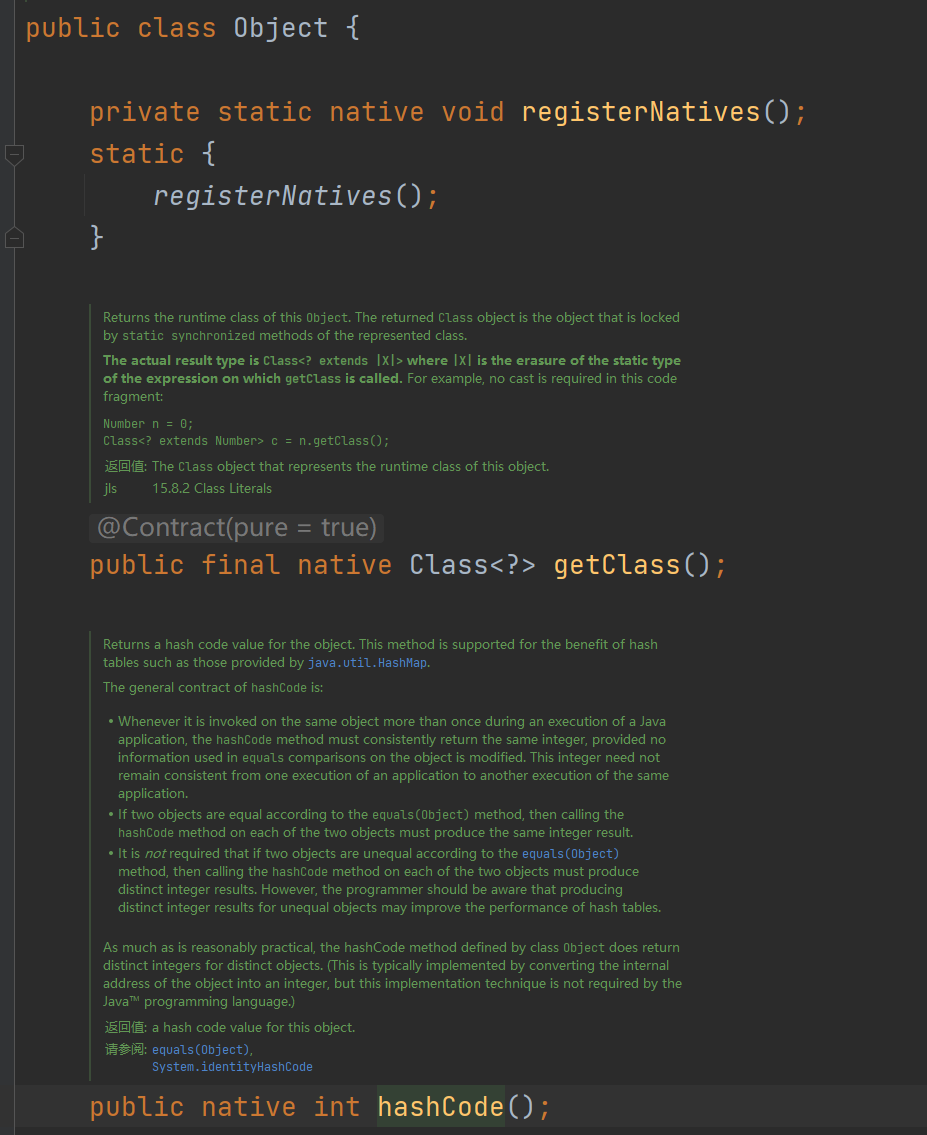 public class Object {
private static native void registerNatives();
static {
registerNatives();
}
Returns the runtime class of this Object. The returned Class object is the object that is locked
by static synchronized methods of the represented class.
The actual result type is Class<? extends |X|> where |X| is the erasure of the static type
of the expression on which getClass is called. For example, no cast is required in this code
fragment:
Number n = 0;
Class<? extends Number> c = n.getClass();
返回值: The Class object that represents the runtime class of this object.
jls 15.8.2 Class Literals
@Contract(pure = true)
public final native Class<?> getClass();
Returns a hash code value for the object. This method is supported for the benefit of hash
tables such as those provided by java.util.HashMap.
The general contract of hashCode is:
• Whenever it is invoked on the same object more than once during an execution of a Java
application, the hashCode method must consistently return the same integer, provided no
information used in equals comparisons on the object is modified. This integer need not
remain consistent from one execution of an application to another execution of the same
application.
• If two objects are equal according to the equals(Object) method, then calling the
hashCode method on each of the two objects must produce the same integer result.
• It is not required that if two objects are unequal according to the equals(Object)
method, then calling the hashCode method on each of the two objects must produce
distinct integer results. However, the programmer should be aware that producing
distinct integer results for unequal objects may improve the performance of hash tables.
As much as is reasonably practical, the hashCode method defined by class Object does return
distinct integers for distinct objects. (This is typically implemented by converting the internal
address of the object into an integer, but this implementation technique is not required by the
Java™ programming language.)
返回值: a hash code value for this object.
请参阅: equals(Object),
System.identityHashCode
public native int hashCode();